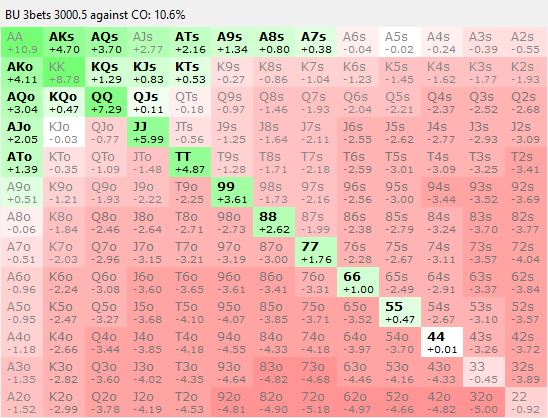 BU 3bets 3000.5 against CO: 10.6%
AA AKs AQs AJs ATs A9s A8s A7s A6s A5s A4s A3s A2s
+10.9 +4.70 +3.70 +2.77 +2.16 +1.34 +0.80 +0.38 -0.04 -0.02 -0.24 -0.39 -0.55
AKo KK KQs KJs KTs K9s K8s K7s K6s K5s K4s K3s K2s
+4.11 +8.78 +1.29 +0.83 +0.53 -0.27 -0.86 -1.04 -1.23 -1.45 -1.62 -1.77 -1.93
AQo KQo QQ QJs QTs Q9s Q8s Q7s Q6s Q5s Q4s Q3s Q2s
+3.04 +0.47 +7.29 +0.11 -0.18 -0.97 -1.46 -1.93 -2.04 -2.21 -2.37 -2.52 -2.68
AJo KJo QJo JJ JTs J9s J8s J7s J6s J5s J4s J3s J2s
+2.05 -0.03 -0.77 +5.99 -0.56 -1.25 -1.64 -2.11 -2.55 -2.62 -2.77 -2.93 -3.09
ATo KTo QTo JTo TT T9s T8s T7s T6s T5s T4s T3s T2s
+1.39 -0.35 -1.09 -1.48 +4.87 -1.28 -1.71 -2.18 -2.59 -3.01 -3.09 -3.25 -3.41
A9o K9o Q9o J9o T9o 99 98s 97s 96s 95s 94s 93s 92s
+0.51 -1.21 -1.93 -2.22 -2.25 +3.61 -1.73 -2.16 -2.56 -3.00 -3.44 -3.52 -3.69
A8o K8o Q8o J8o T8o 98o 88 87s 86s 85s 84s 83s 82s
-0.06 -1.84 -2.46 -2.64 -2.71 -2.73 +2.62 -1.99 -2.38 -2.79 -3.24 -3.70 -3.77
A7o K7o Q7o J7o T7o 97o 87o 77 76s 75s 74s 73s 72s
-0.51 -2.03 -2.96 -3.15 -3.21 -3.19 -3.00 +1.76 -2.28 -2.67 -3.11 -3.57 -4.04
A6o K6o Q6o J6o T6o 96o 86o 76o 66 65s 64s 63s 62s
-0.96 -2.24 -3.08 -3.60 -3.65 -3.61 -3.41 -3.31 +1.00 -2.49 -2.91 -3.37 -3.84
A5o K5o Q5o J5o T5o 95o 85o 75o 65o 55 54s 53s 52s
-0.95 -2.47 -3.27 -3.68 -4.10 -4.07 -3.85 -3.71 -3.52 +0.47 -2.67 -3.10 -3.57
A4o K4o Q4o J4o T4o 94o 84o 74o 64o 54o 44 43s 42s
-1.18 -2.66 -3.44 -3.85 -4.18 -4.55 -4.33 -4.18 -3.97 -3.70 +0.01 -3.26 -3.72
A3o K3o Q3o J3o T3o 93o 83o 73o 63o 53o 43o 33 32s
-1.35 -2.82 -3.60 -4.02 -4.35 -4.64 -4.82 -4.68 -4.46 -4.16 -4.33 -0.45 -3.89
A2o K2o Q2o J2o T2o 92o 82o 72o 62o 52o 42o 32o 22
-1.52 -2.99 -3.78 -4.19 -4.53 -4.81 -4.90 -5.18 -4.97 -4.66 -4.82 -5.00 -0.92